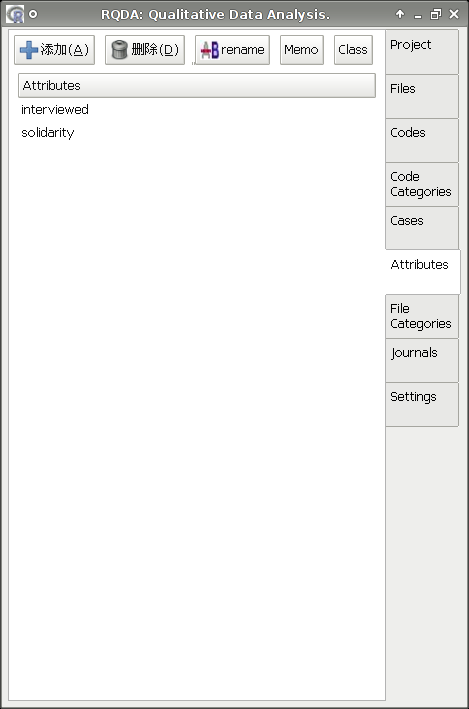 RQDA: Qualitative Data Analysis.
添加(A) 删除(D) rename Memo Class
Attributes
interviewed
solidarity
Project
Files
Codes
Code
Categories
Cases
Attributes
File
Categories
Journals
Settings